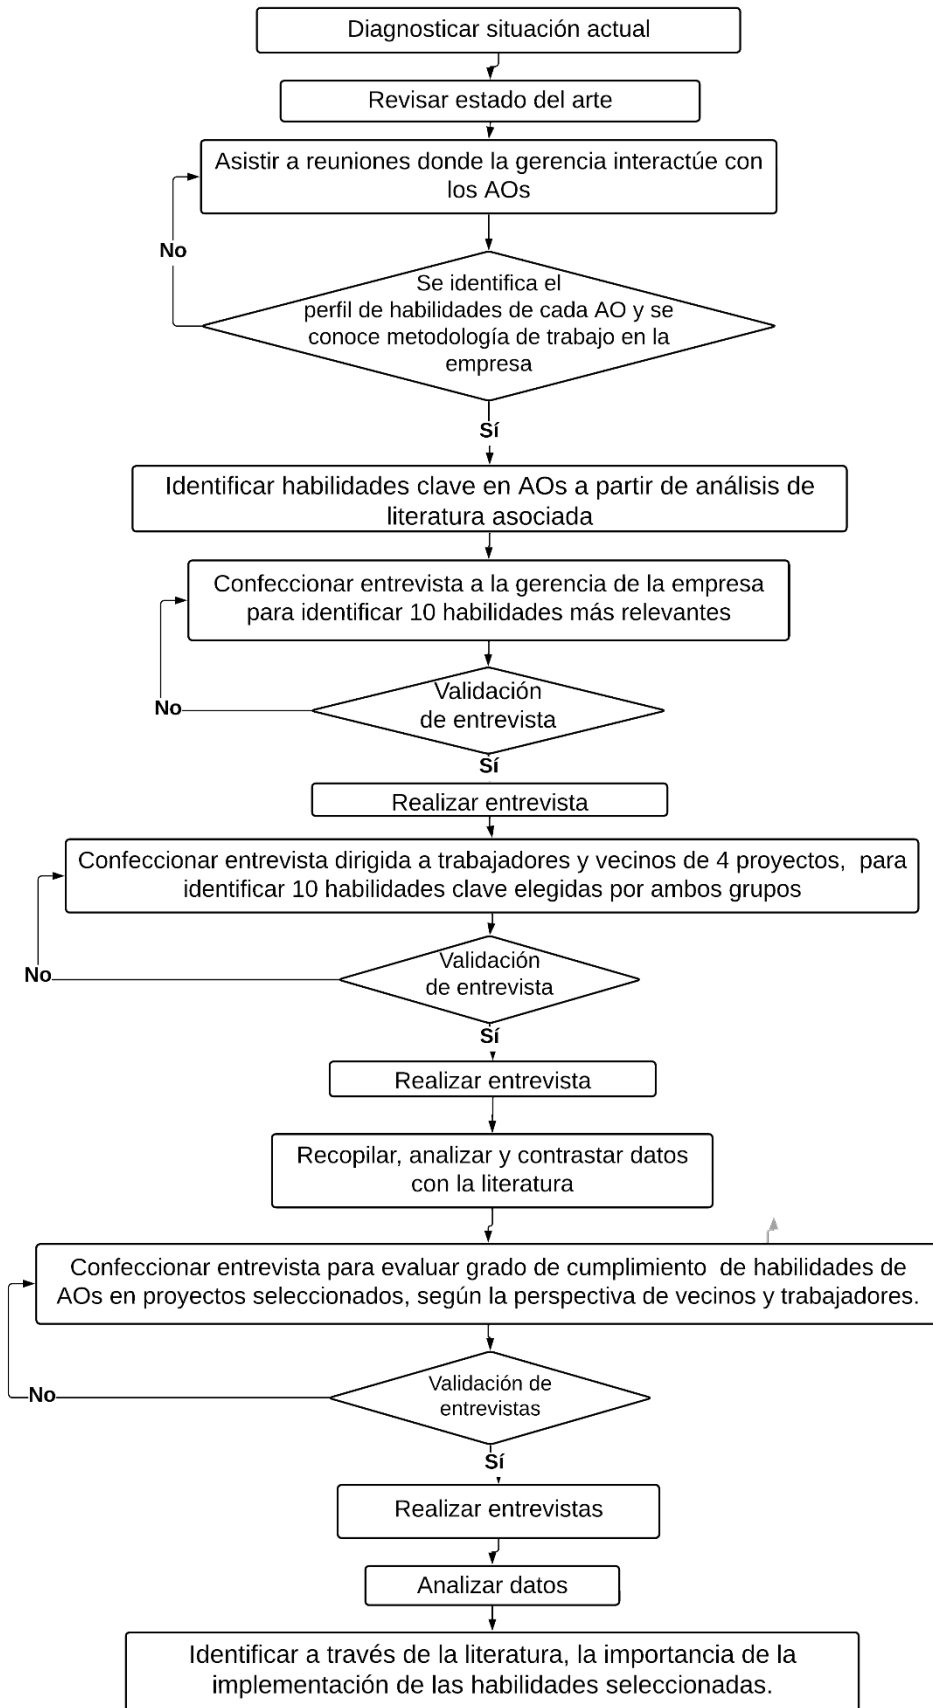 Diagnosticar situación actual
Revisar estado del arte
Asistir a reuniones donde la gerencia interactúe con
los AOs
No
Se identifica el
perfil de habilidades de cada AO y se
conoce metodología de trabajo en la
empresa
Sí
Identificar habilidades clave en AOs a partir de análisis de
literatura asociada
Confeccionar entrevista a la gerencia de la empresa
para identificar 10 habilidades más relevantes
Validación
de entrevista
No
Sí
Realizar entrevista
Confeccionar entrevista dirigida a trabajadores y vecinos de 4 proyectos, para
identificar 10 habilidades clave elegidas por ambos grupos
Validación
de entrevista
No
Sí
Realizar entrevista
Recopilar, analizar y contrastar datos
con la literatura
Confeccionar entrevista para evaluar grado de cumplimiento de habilidades de
AOs en proyectos seleccionados, según la perspectiva de vecinos y trabajadores.
Validación de
entrevistas
No
Sí
Realizar entrevistas
Analizar datos
Identificar a través de la literatura, la importancia de la
implementación de las habilidades seleccionadas.